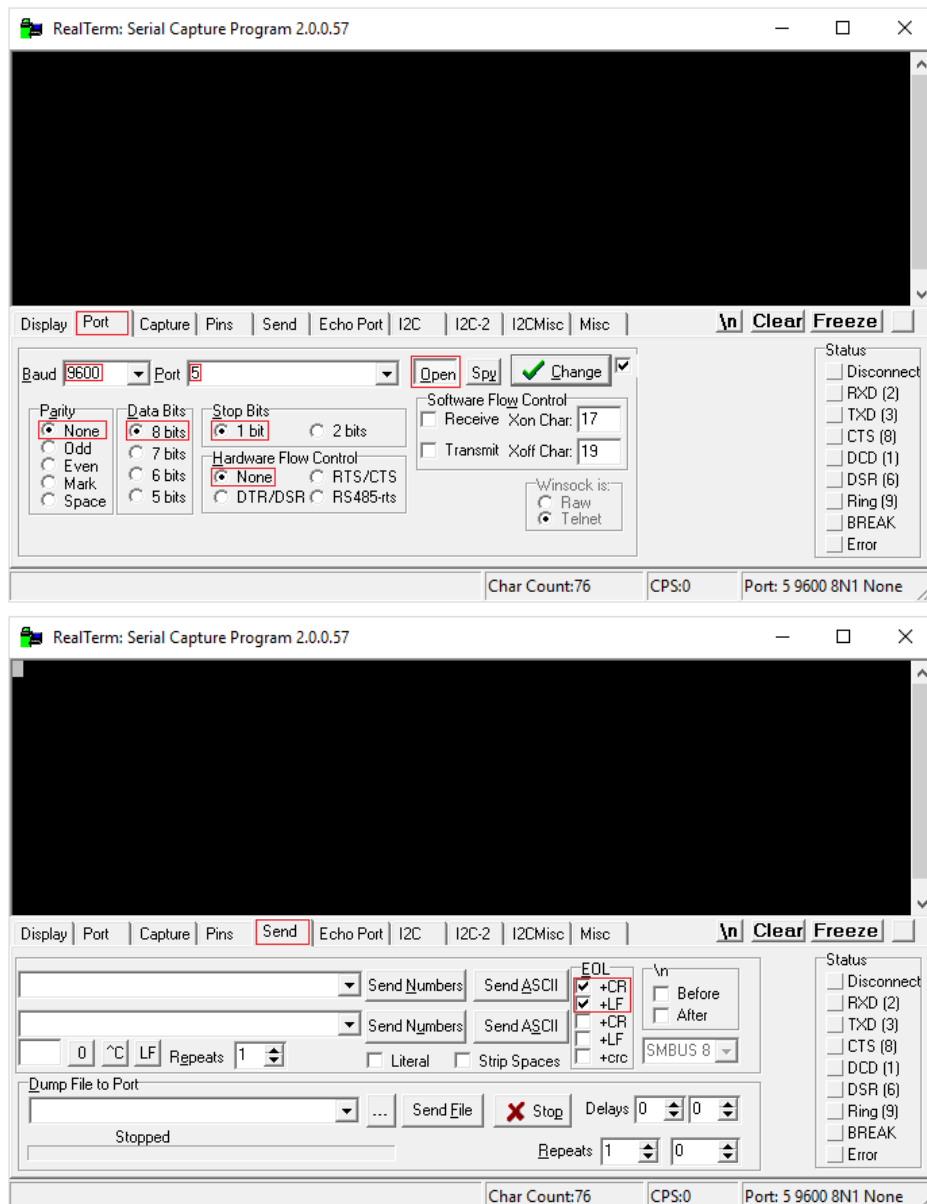 RealTerm: Serial Capture Program 2.0.0.57
Display Port Capture Pins Send Echo Port I2C I2C-2 I2CMisc Misc \n Clear Freeze
Baud 9600 Port 5 Open Spy Change
Parity
None
Odd
Even
Mark
Space
Data Bits
8 bits
7 bits
6 bits
5 bits
Stop Bits
1 bit 2 bits
Hardware Flow Control
None RTS/CTS
DTR/DSR RS485-rts
Software Flow Control
Receive Xon Char: 17
Transmit Xoff Char: 19
Winsock is:
Raw
Telnet
Status
Disconnect
RXD (2)
TXD (3)
CTS (8)
DCD (1)
DSR (6)
Ring (9)
BREAK
Error
Char Count:76 CPS:0 Port: 5 9600 8N1 None
RealTerm: Serial Capture Program 2.0.0.57
Display Port Capture Pins Send Echo Port I2C I2C-2 I2CMisc Misc \n Clear Freeze
Send Numbers Send ASCII
Send Numbers Send ASCII
0 ^C LF Repeats 1 Literal Strip Spaces
EOL
+CR
+LF
+CR
+LF
+crc
\n
Before
After
SMBUS 8
Dump File to Port
... Send File Stop Delays 0 0
Stopped
Repeats 1 0
Status
Disconnect
RXD (2)
TXD (3)
CTS (8)
DCD (1)
DSR (6)
Ring (9)
BREAK
Error
Char Count:76 CPS:0 Port: 5 9600 8N1 None